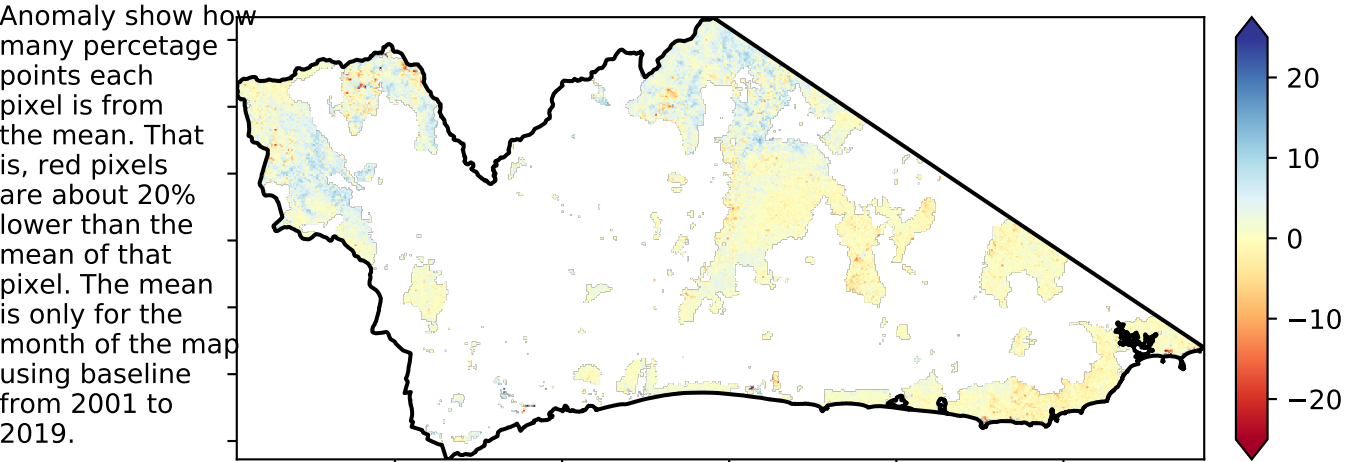 Anomaly show how
many percetage
points each
pixel is from
the mean. That
is, red pixels
are about 20%
lower than the
mean of that
pixel. The mean
is only for the
month of the map
using baseline
from 2001 to
2019.
20
10
0
−10
−20